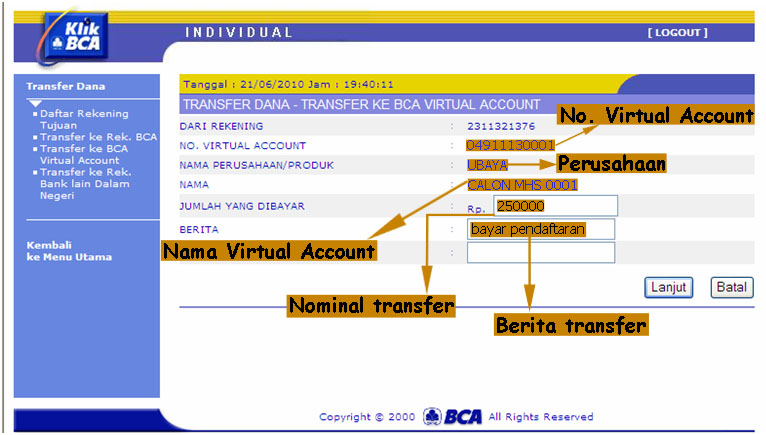 Klik
BCA
INDIVIDUAL
[ LOGOUT ]
Transfer Dana
Daftar Rekening
Tujuan
Transfer ke Rek. BCA
Transfer ke BCA
Virtual Account
Transfer ke Rek.
Bank lain Dalam
Negeri
Kembali
ke Menu Utama
Tanggal : 21/06/2010 Jam : 19:40:11
TRANSFER DANA - TRANSFER KE BCA VIRTUAL ACCOUNT
No. Virtual Account
DARI REKENING : 2311321376
NO. VIRTUAL ACCOUNT : 04911130001
NAMA PERUSAHAAN/PRODUK : UBAYA
Perusahaan
NAMA : CALON MHS 0001
JUMLAH YANG DIBAYAR : Rp. 250000
BERITA : bayar pendaftaran
:
Nama Virtual Account
Nominal transfer
Berita transfer
Lanjut
Batal
Copyright © 2000 BCA All Rights Reserved